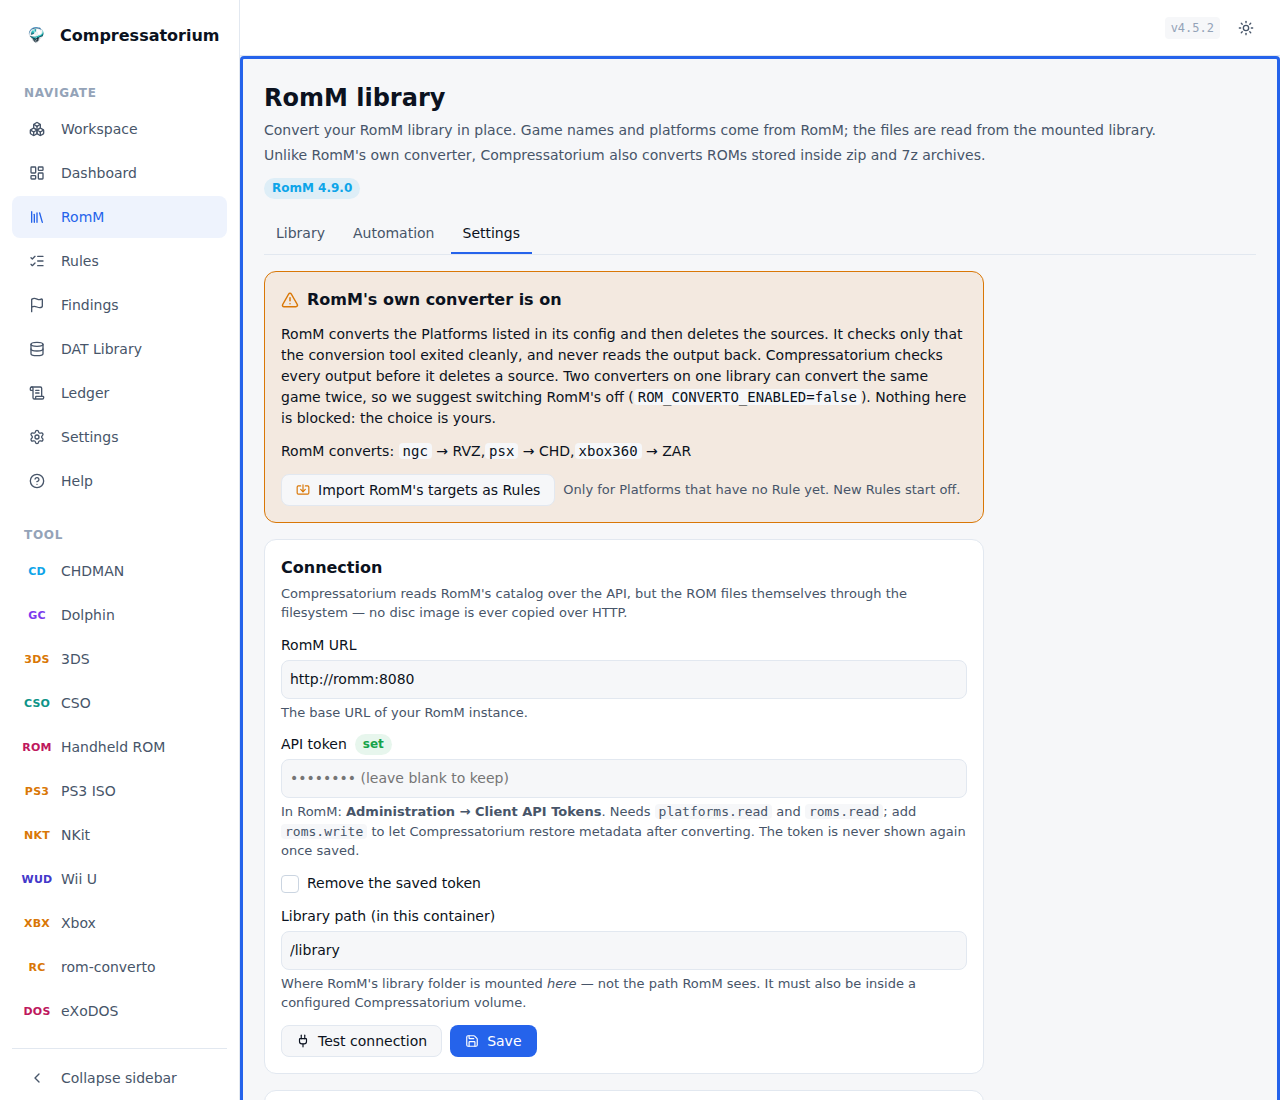 Compressatorium
v4.5.2
NAVIGATE
Workspace
Dashboard
RomM
Rules
Findings
DAT Library
Ledger
Settings
Help
TOOL
CD CHDMAN
GC Dolphin
3DS 3DS
CSO CSO
ROM Handheld ROM
PS3 PS3 ISO
NKT NKit
WUD Wii U
XBX Xbox
RC rom-converto
DOS eXoDOS
Collapse sidebar
RomM library
Convert your RomM library in place. Game names and platforms come from RomM; the files are read from the mounted library.
Unlike RomM's own converter, Compressatorium also converts ROMs stored inside zip and 7z archives.
RomM 4.9.0
Library Automation Settings
RomM's own converter is on
RomM converts the Platforms listed in its config and then deletes the sources. It checks only that
the conversion tool exited cleanly, and never reads the output back. Compressatorium checks
every output before it deletes a source. Two converters on one library can convert the same
game twice, so we suggest switching RomM's off (ROM_CONVERTO_ENABLED=false). Nothing here
is blocked: the choice is yours.
RomM converts: ngc → RVZ, psx → CHD, xbox360 → ZAR
Import RomM's targets as Rules Only for Platforms that have no Rule yet. New Rules start off.
Connection
Compressatorium reads RomM's catalog over the API, but the ROM files themselves through the
filesystem — no disc image is ever copied over HTTP.
RomM URL
http://romm:8080
The base URL of your RomM instance.
API token set
•••••••• (leave blank to keep)
In RomM: Administration → Client API Tokens. Needs platforms.read and roms.read; add
roms.write to let Compressatorium restore metadata after converting. The token is never shown again
once saved.
Remove the saved token
Library path (in this container)
/library
Where RomM's library folder is mounted here — not the path RomM sees. It must also be inside a
configured Compressatorium volume.
Test connection Save